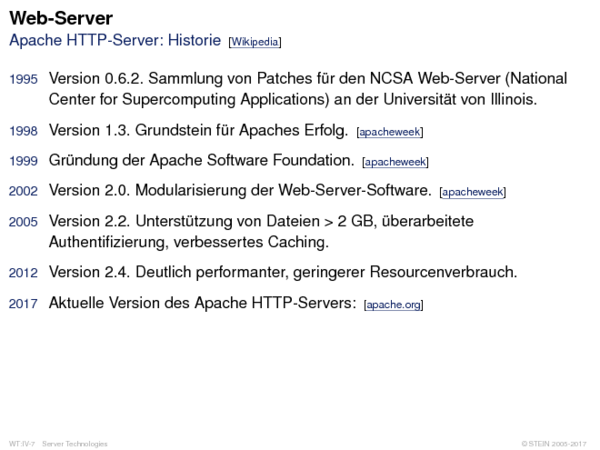 Web-Server
Apache HTTP-Server: Historie [Wikipedia]
1995 Version 0.6.2. Sammlung von Patches für den NCSA Web-Server (National
Center for Supercomputing Applications) an der Universität von Illinois.
1998 Version 1.3. Grundstein für Apaches Erfolg. [apacheweek]
1999 Gründung der Apache Software Foundation. [apacheweek]
2002 Version 2.0. Modularisierung der Web-Server-Software. [apacheweek]
2005 Version 2.2. Unterstützung von Dateien > 2 GB, überarbeitete
Authentifizierung, verbessertes Caching.
2012 Version 2.4. Deutlich performanter, geringerer Resourcenverbrauch.
2017 Aktuelle Version des Apache HTTP-Servers: [apache.org]
WT:IV-7 Server Technologies © STEIN 2005-2017